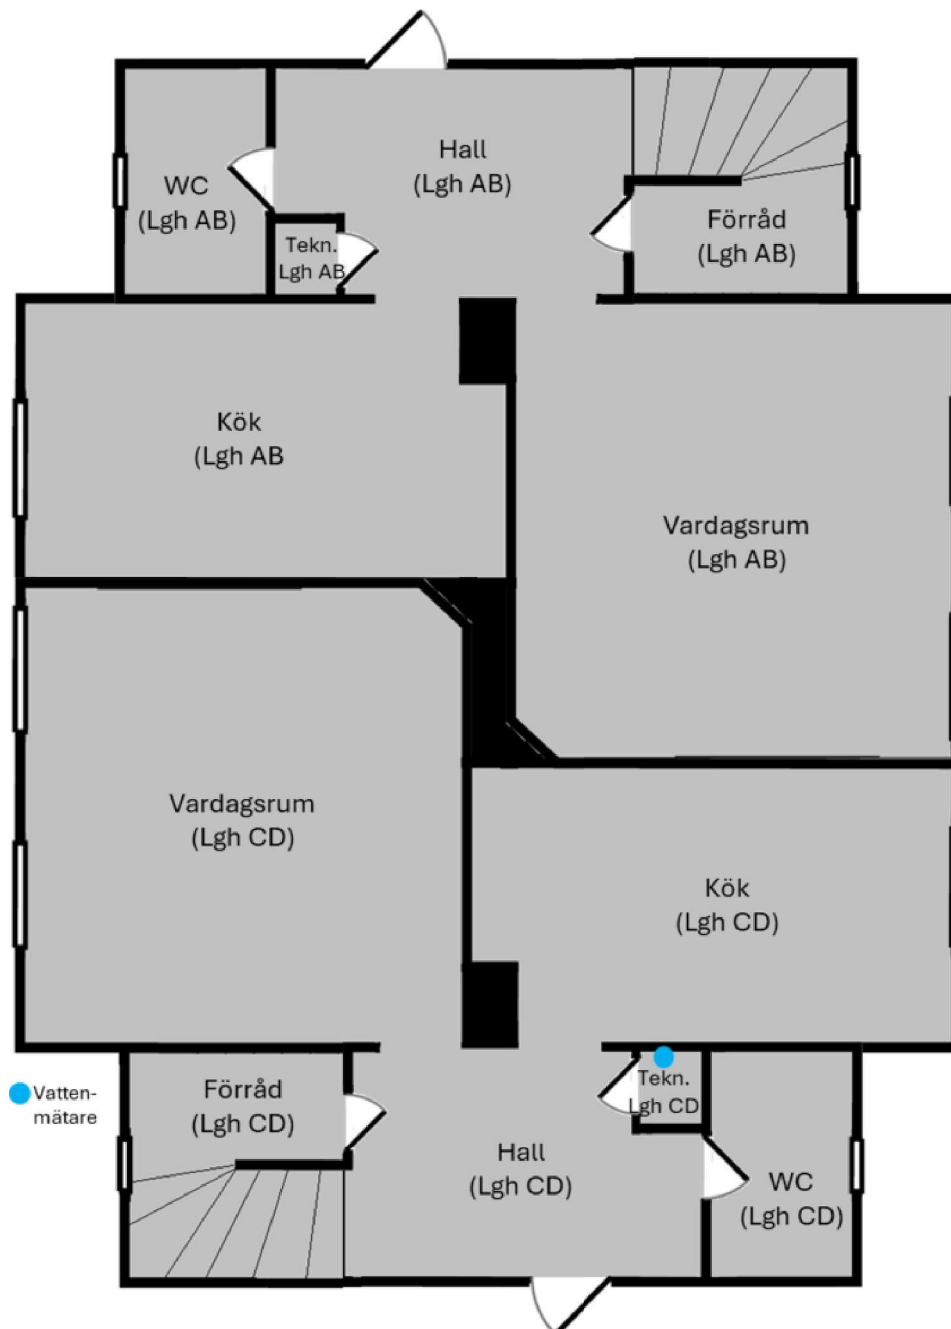 Hall
(Lgh AB)
WC
(Lgh AB)
Förråd
(Lgh AB)
Tekn.
Lgh AB
Kök
(Lgh AB
Vardagsrum
(Lgh AB)
Vardagsrum
(Lgh CD)
Kök
(Lgh CD)
Vatten-
mätare
Förråd
(Lgh CD)
Tekn.
Lgh CD
Hall
(Lgh CD)
WC
(Lgh CD)